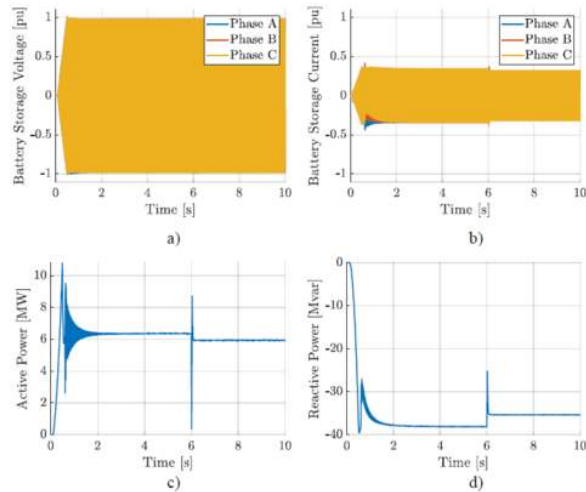 Battery Storage Voltage [pu]
1
0.5
0
-0.5
-1
Phase A
Phase B
Phase C
0 2 4 6 8 10
Time [s]
a)
Battery Storage Current [pu]
1
0.5
0
-0.5
-1
Phase A
Phase B
Phase C
0 2 4 6 8 10
Time [s]
b)
Active Power [MW]
10
8
6
4
2
0
0 2 4 6 8 10
Time [s]
c)
Reactive Power [Mvar]
0
-10
-20
-30
-40
0 2 4 6 8 10
Time [s]
d)